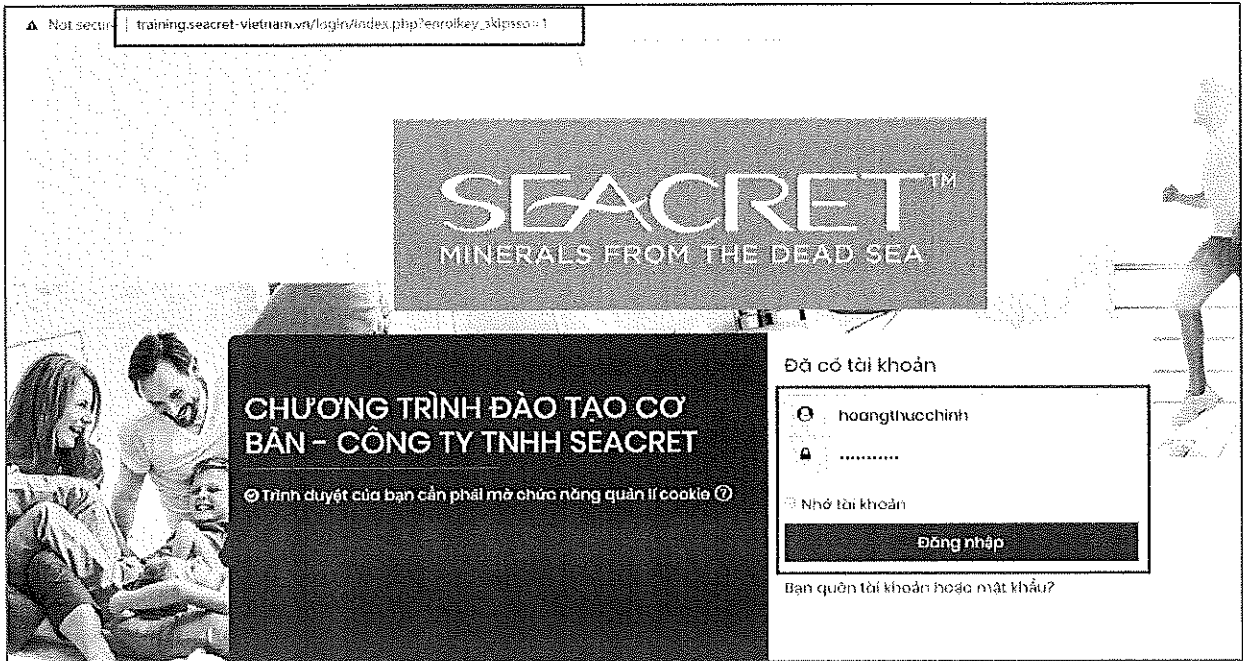 Not secure
training.seacret-vietnam.vn/login/index.php?enrolkey_skipsso=1
SEACRET™
MINERALS FROM THE DEAD SEA
CHƯƠNG TRÌNH ĐÀO TẠO CƠ
BẢN - CÔNG TY TNHH SEACRET
Trình duyệt của bạn cần phải mở chức năng quản lí cookie
Đã có tài khoản
hoangthucchinh
Nhớ tài khoản
Đăng nhập
Bạn quên tài khoản hoặc mật khẩu?